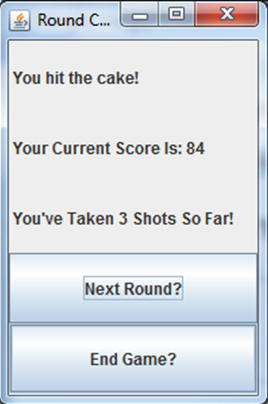 Round C...
You hit the cake!
Your Current Score Is: 84
You've Taken 3 Shots So Far!
Next Round?
End Game?